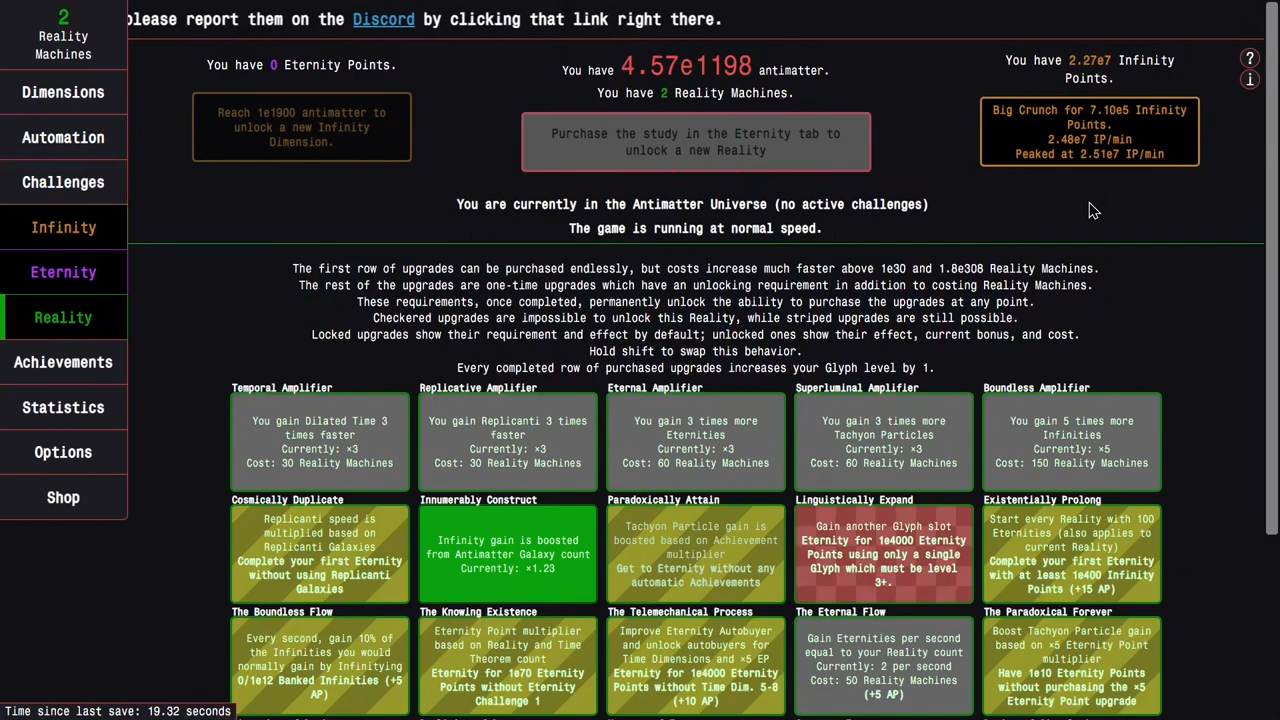 please report them on the Discord by clicking that link right there.
2
Reality
Machines
Dimensions
Automation
Challenges
Infinity
Eternity
Reality
Achievements
Statistics
Options
Shop
You have 0 Eternity Points.
Reach 1e1900 antimatter to
unlock a new Infinity
Dimension.
You have 4.57e1198 antimatter.
You have 2 Reality Machines.
Purchase the study in the Eternity tab to
unlock a new Reality
You have 2.27e7 Infinity
Points.
Big Crunch for 7.10e5 Infinity
Points.
2.48e7 IP/min
Peaked at 2.51e7 IP/min
?
i
You are currently in the Antimatter Universe (no active challenges)
The game is running at normal speed.
The first row of upgrades can be purchased endlessly, but costs increase much faster above 1e30 and 1.8e308 Reality Machines.
The rest of the upgrades are one-time upgrades which have an unlocking requirement in addition to costing Reality Machines.
These requirements, once completed, permanently unlock the ability to purchase the upgrades at any point.
Checkered upgrades are impossible to unlock this Reality, while striped upgrades are still possible.
Locked upgrades show their requirement and effect by default; unlocked ones show their effect, current bonus, and cost.
Hold shift to swap this behavior.
Every completed row of purchased upgrades increases your Glyph level by 1.
Temporal Amplifier
You gain Dilated Time 3
times faster
Currently: ×3
Cost: 30 Reality Machines
Replicative Amplifier
You gain Replicanti 3 times
faster
Currently: ×3
Cost: 30 Reality Machines
Eternal Amplifier
You gain 3 times more
Eternities
Currently: ×3
Cost: 60 Reality Machines
Superluminal Amplifier
You gain 3 times more
Tachyon Particles
Currently: ×3
Cost: 60 Reality Machines
Boundless Amplifier
You gain 5 times more
Infinities
Currently: ×5
Cost: 150 Reality Machines
Cosmically Duplicate
Replicanti speed is
multiplied based on
Replicanti Galaxies
Complete your first Eternity
without using Replicanti
Galaxies
Innumerably Construct
Infinity gain is boosted
from Antimatter Galaxy count
Currently: ×1.23
Paradoxically Attain
Tachyon Particle gain is
boosted based on Achievement
multiplier
Get to Eternity without any
automatic Achievements
Linguistically Expand
Gain another Glyph slot
Eternity for 1e4000 Eternity
Points using only a single
Glyph which must be level
3+.
Existentially Prolong
Start every Reality with 100
Eternities (also applies to
current Reality)
Complete your first Eternity
with at least 1e400 Infinity
Points (+15 AP)
The Boundless Flow
Every second, gain 10% of
the Infinities you would
normally gain by Infinitying
0/1e12 Banked Infinities (+5
AP)
The Knowing Existence
Eternity Point multiplier
based on Reality and Time
Theorem count
Eternity for 1e70 Eternity
Points without Eternity
Challenge 1
The Telemechanical Process
Improve Eternity Autobuyer
and unlock autobuyers for
Time Dimensions and ×5 EP
Eternity for 1e4000 Eternity
Points without Time Dim. 5-8
(+10 AP)
The Eternal Flow
Gain Eternities per second
equal to your Reality count
Currently: 2 per second
Cost: 50 Reality Machines
(+5 AP)
The Paradoxical Forever
Boost Tachyon Particle gain
based on ×5 Eternity Point
multiplier
Have 1e10 Eternity Points
without purchasing the ×5
Eternity Point upgrade
Time since last save: 19.32 seconds